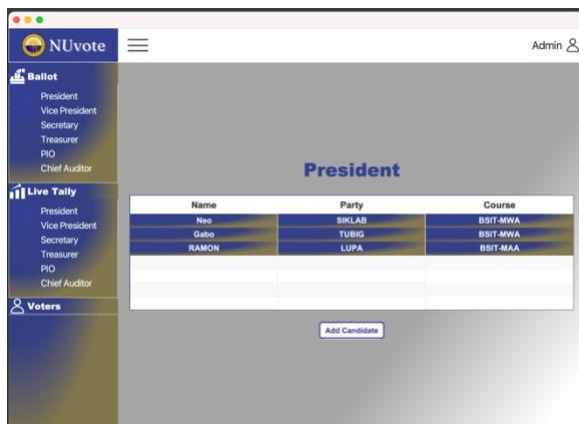 NUvote
Admin
Ballot
President
Vice President
Secretary
Treasurer
PIO
Chief Auditor
Live Tally
President
Vice President
Secretary
Treasurer
PIO
Chief Auditor
Voters
President
Name Party Course
Neo SIKLAB BSIT-MWA
Gabo TUBIG BSIT-MWA
RAMON LUPA BSIT-MAA
Add Candidate